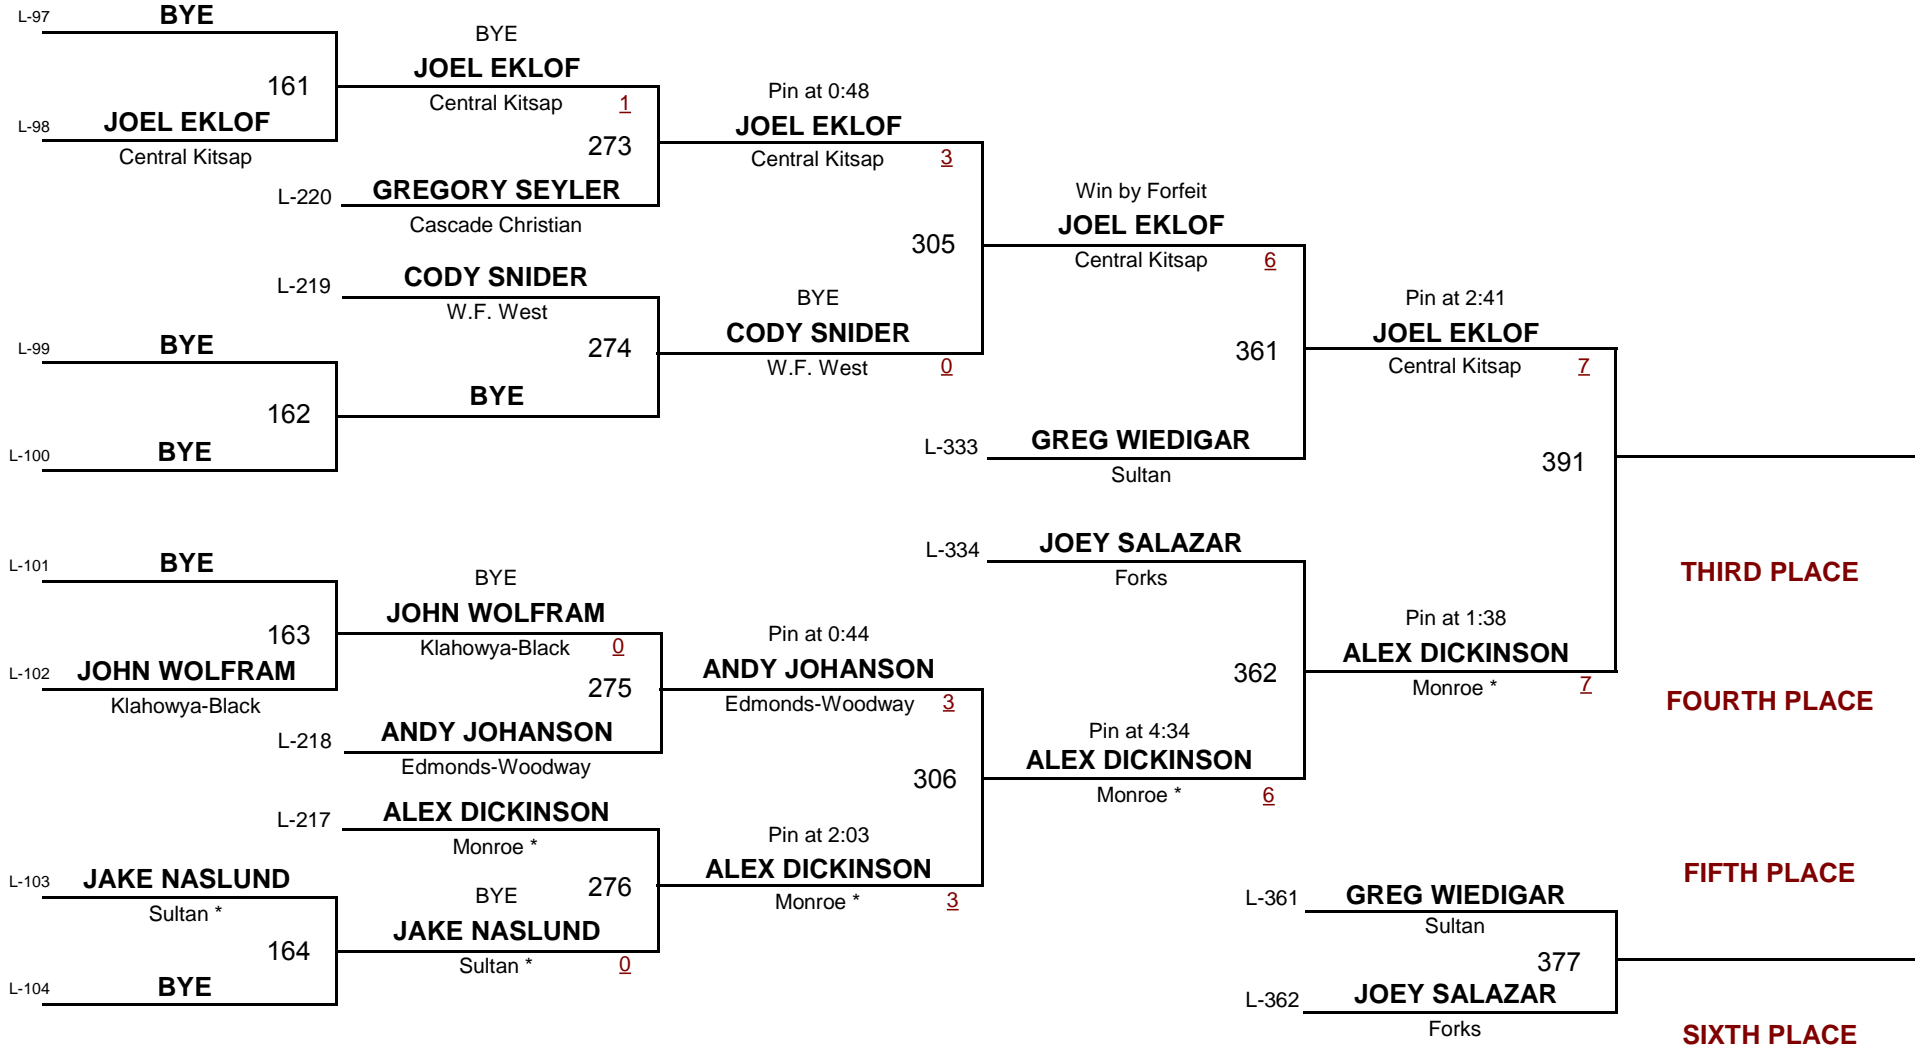 L-97
BYE
161
L-98
JOEL EKLOF
Central Kitsap
BYE
JOEL EKLOF
Central Kitsap
1
273
L-220
GREGORY SEYLER
Cascade Christian
L-219
CODY SNIDER
W.F. West
274
L-99
BYE
162
BYE
L-100
BYE
Pin at 0:48
JOEL EKLOF
Central Kitsap
3
305
BYE
CODY SNIDER
W.F. West
0
Win by Forfeit
JOEL EKLOF
Central Kitsap
6
361
L-333
GREG WIEDIGAR
Sultan
Pin at 2:41
JOEL EKLOF
Central Kitsap
7
391
L-101
BYE
163
L-102
JOHN WOLFRAM
Klahowya-Black
BYE
JOHN WOLFRAM
Klahowya-Black
0
275
L-218
ANDY JOHANSON
Edmonds-Woodway
L-217
ALEX DICKINSON
Monroe *
276
L-103
JAKE NASLUND
Sultan *
164
L-104
BYE
BYE
JAKE NASLUND
Sultan *
0
Pin at 0:44
ANDY JOHANSON
Edmonds-Woodway
3
306
Pin at 2:03
ALEX DICKINSON
Monroe *
3
L-334
JOEY SALAZAR
Forks
362
Pin at 4:34
ALEX DICKINSON
Monroe *
6
Pin at 1:38
ALEX DICKINSON
Monroe *
7
THIRD PLACE
FOURTH PLACE
L-361
GREG WIEDIGAR
Sultan
377
L-362
JOEY SALAZAR
Forks
FIFTH PLACE
SIXTH PLACE